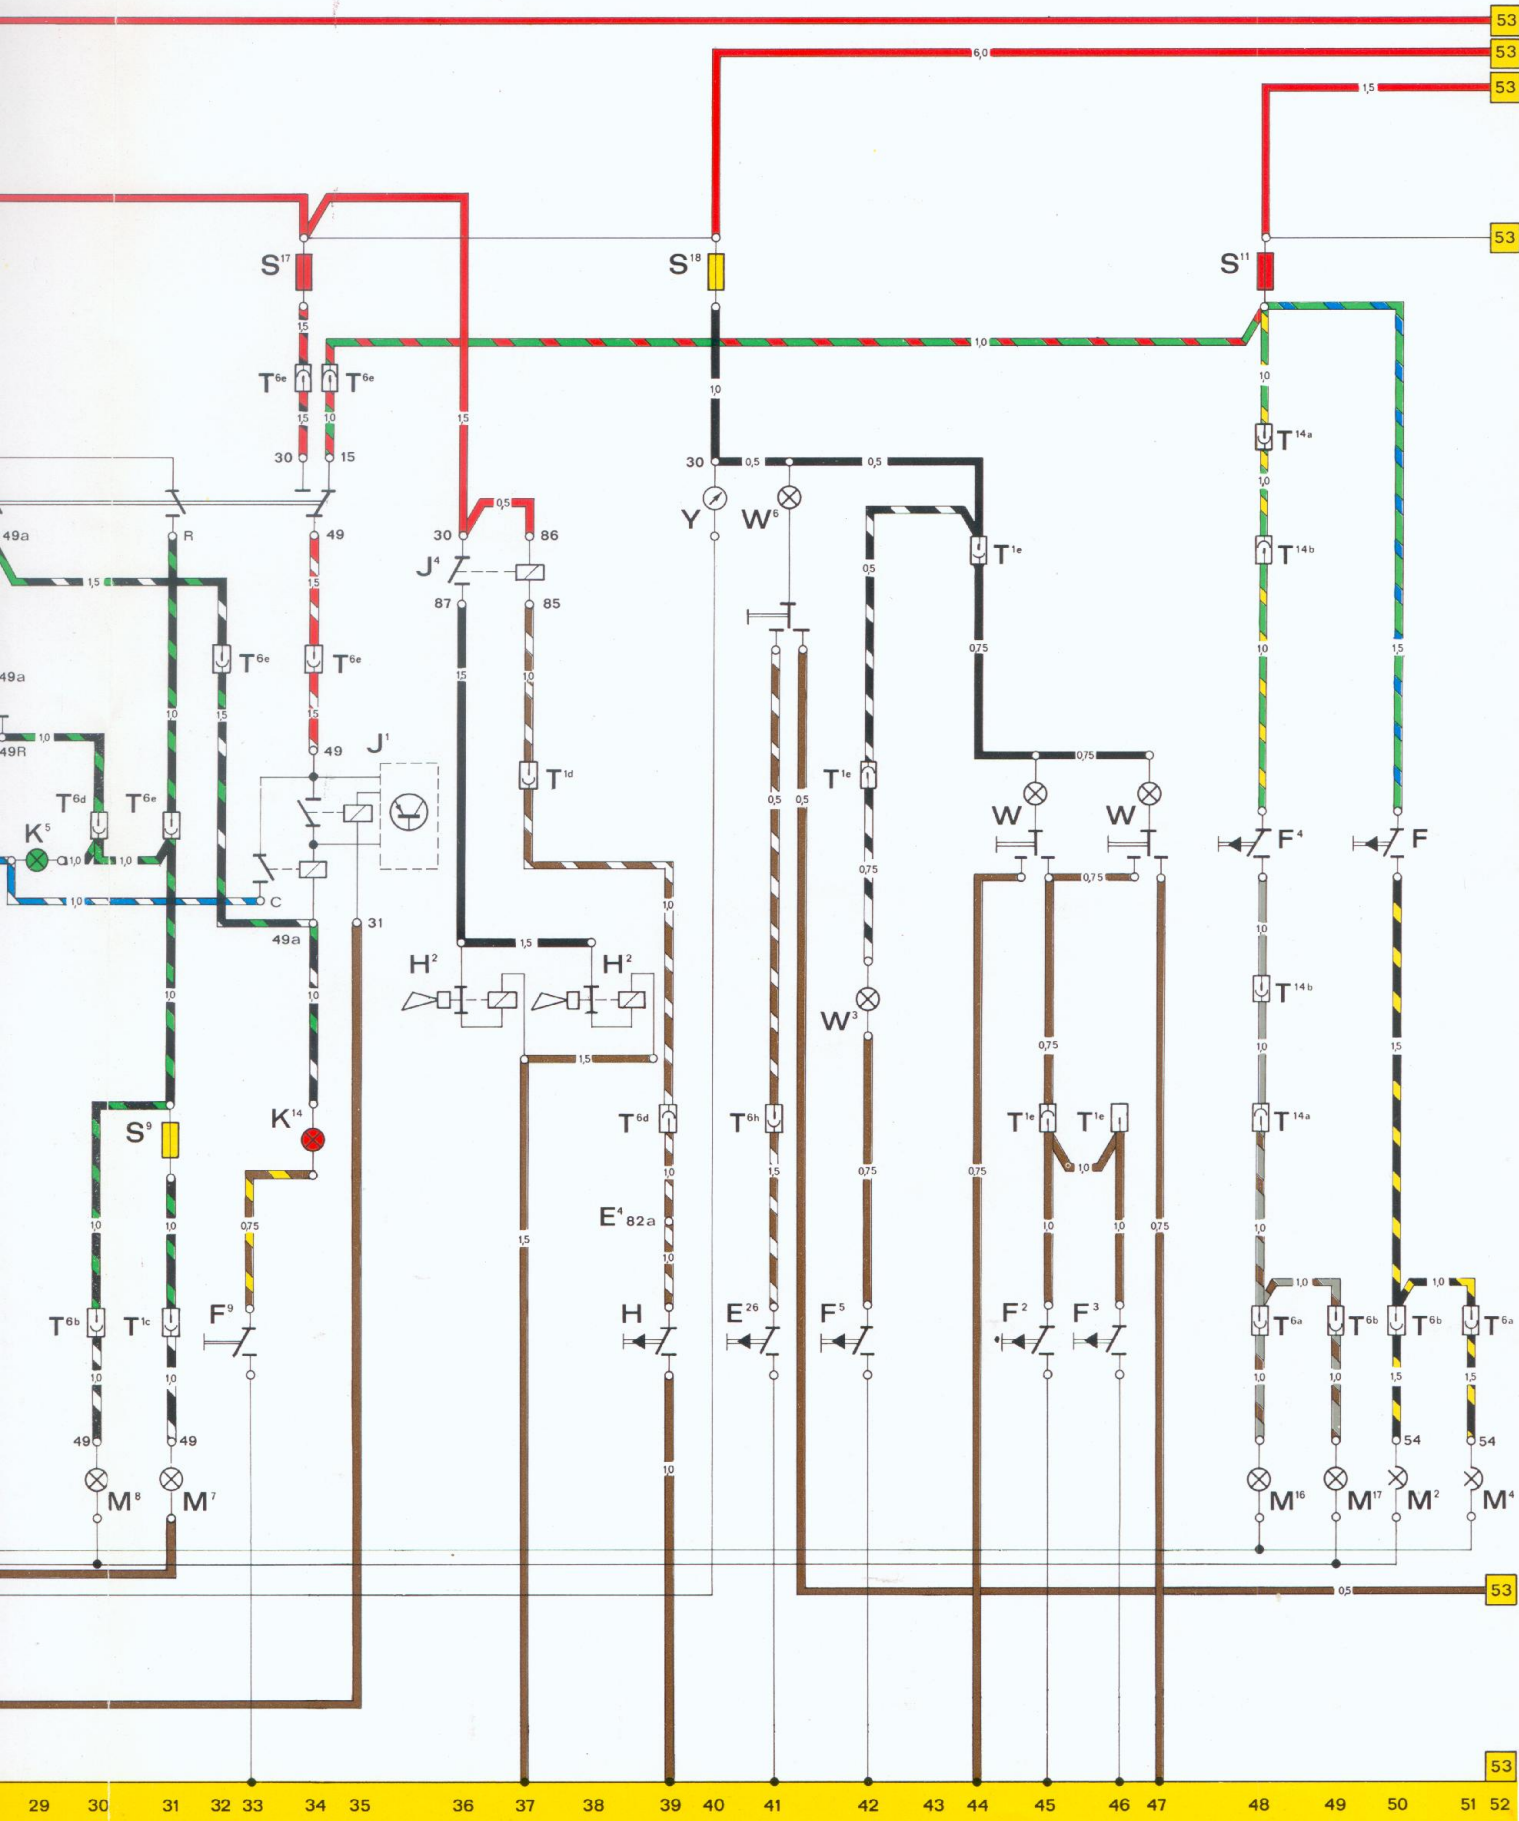 53
6,0 53
1,5 53
53
S17 S18 S11
1,5
1,0
T6e T6e
1,0 1,0
1,5 1,0 1,5
T14a
30 15 30 0,5 0,5
1,0
Y W6
0,5
49a R 49 30 86
T1e T14b
J4
0,5
1,5 1,5
87 85
T6e T6e
0,75 1,0 1,5
49a
1,5 1,0
1,0 1,5 1,5
1,0
49R
49 J1
0,75
T1e T1d
T6d T6e
0,5 0,5
W W
K5
F4 F
1,0 1,0
0,75 0,75
1,0 C
1,0
31
49a
1,0
1,5
H2 H2
1,0 1,0
T14b
W3
0,75 1,0 1,5
1,5
K14
T6d T6h T1e T1e T14a
S9
1,0 1,5 0,75 0,75 1,0
E4 82a
1,0 1,0 0,75 1,5 1,0 1,0 0,75 1,0
1,0
1,0 1,0
T6b T1c F9 H E26 F5 F2 F3 T6a T6b T6b T6a
1,0 1,0 1,0 1,0 1,5 1,5
49 49 54 54
1,0
M8 M7 M16 M17 M2 M4
0,5 53
53
29 30 31 32 33 34 35 36 37 38 39 40 41 42 43 44 45 46 47 48 49 50 51 52